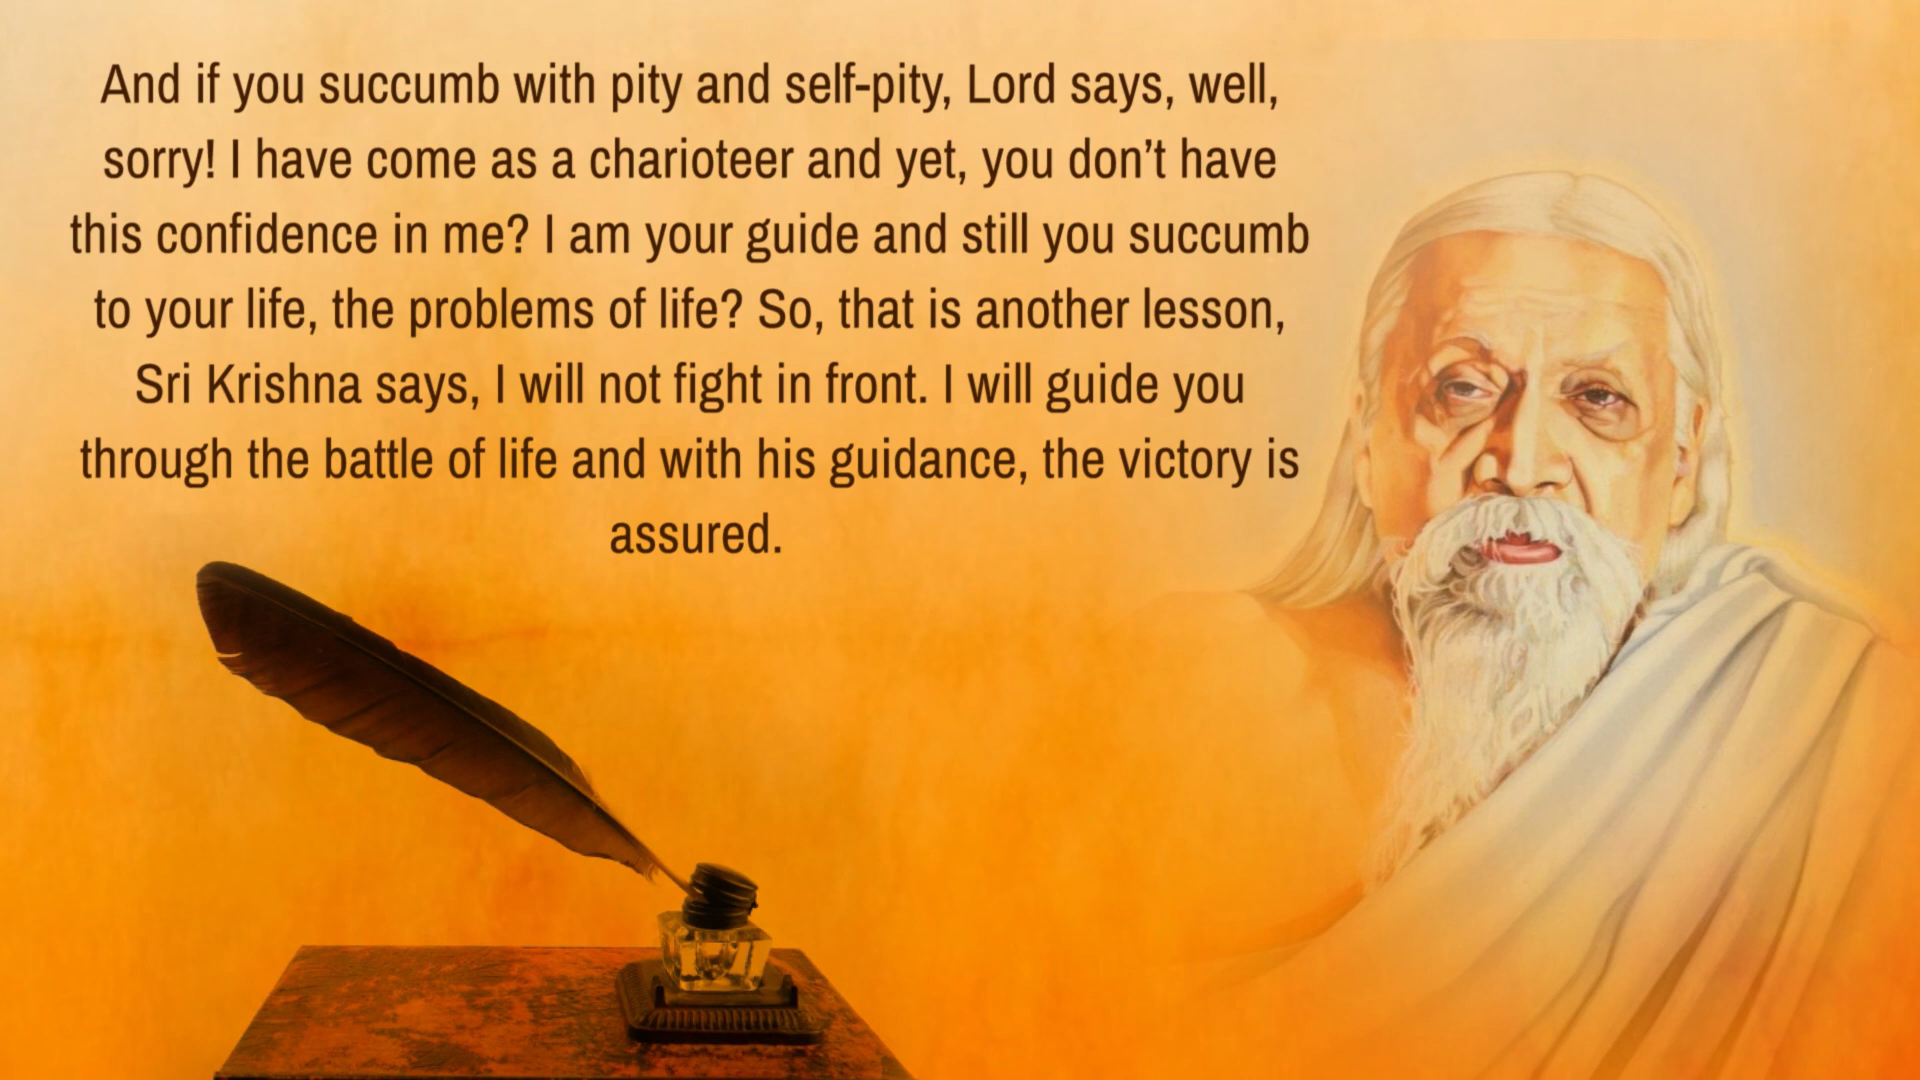 And if you succumb with pity and self-pity, Lord says, well,
sorry! I have come as a charioteer and yet, you don’t have
this confidence in me? I am your guide and still you succumb
to your life, the problems of life? So, that is another lesson,
Sri Krishna says, I will not fight in front. I will guide you
through the battle of life and with his guidance, the victory is
assured.